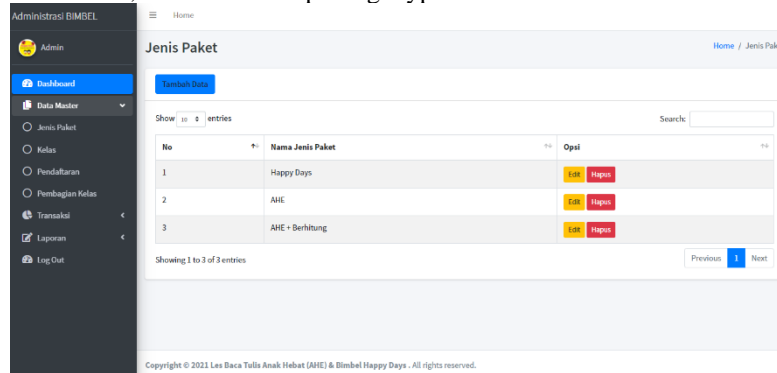 Administrasi BIMBEL
Home
Admin
Jenis Paket
Home / Jenis Pak
Dashboard
Tambah Data
Data Master
Jenis Paket
Show 10 entries
Search:
Kelas
No Nama Jenis Paket Opsi
Pendaftaran
1 Happy Days Edit Hapus
Pembagian Kelas
2 AHE Edit Hapus
Transaksi
3 AHE + Berhitung Edit Hapus
Laporan
Log Out
Showing 1 to 3 of 3 entries
Previous 1 Next
Copyright © 2021 Les Baca Tulis Anak Hebat (AHE) & Bimbel Happy Days . All rights reserved.